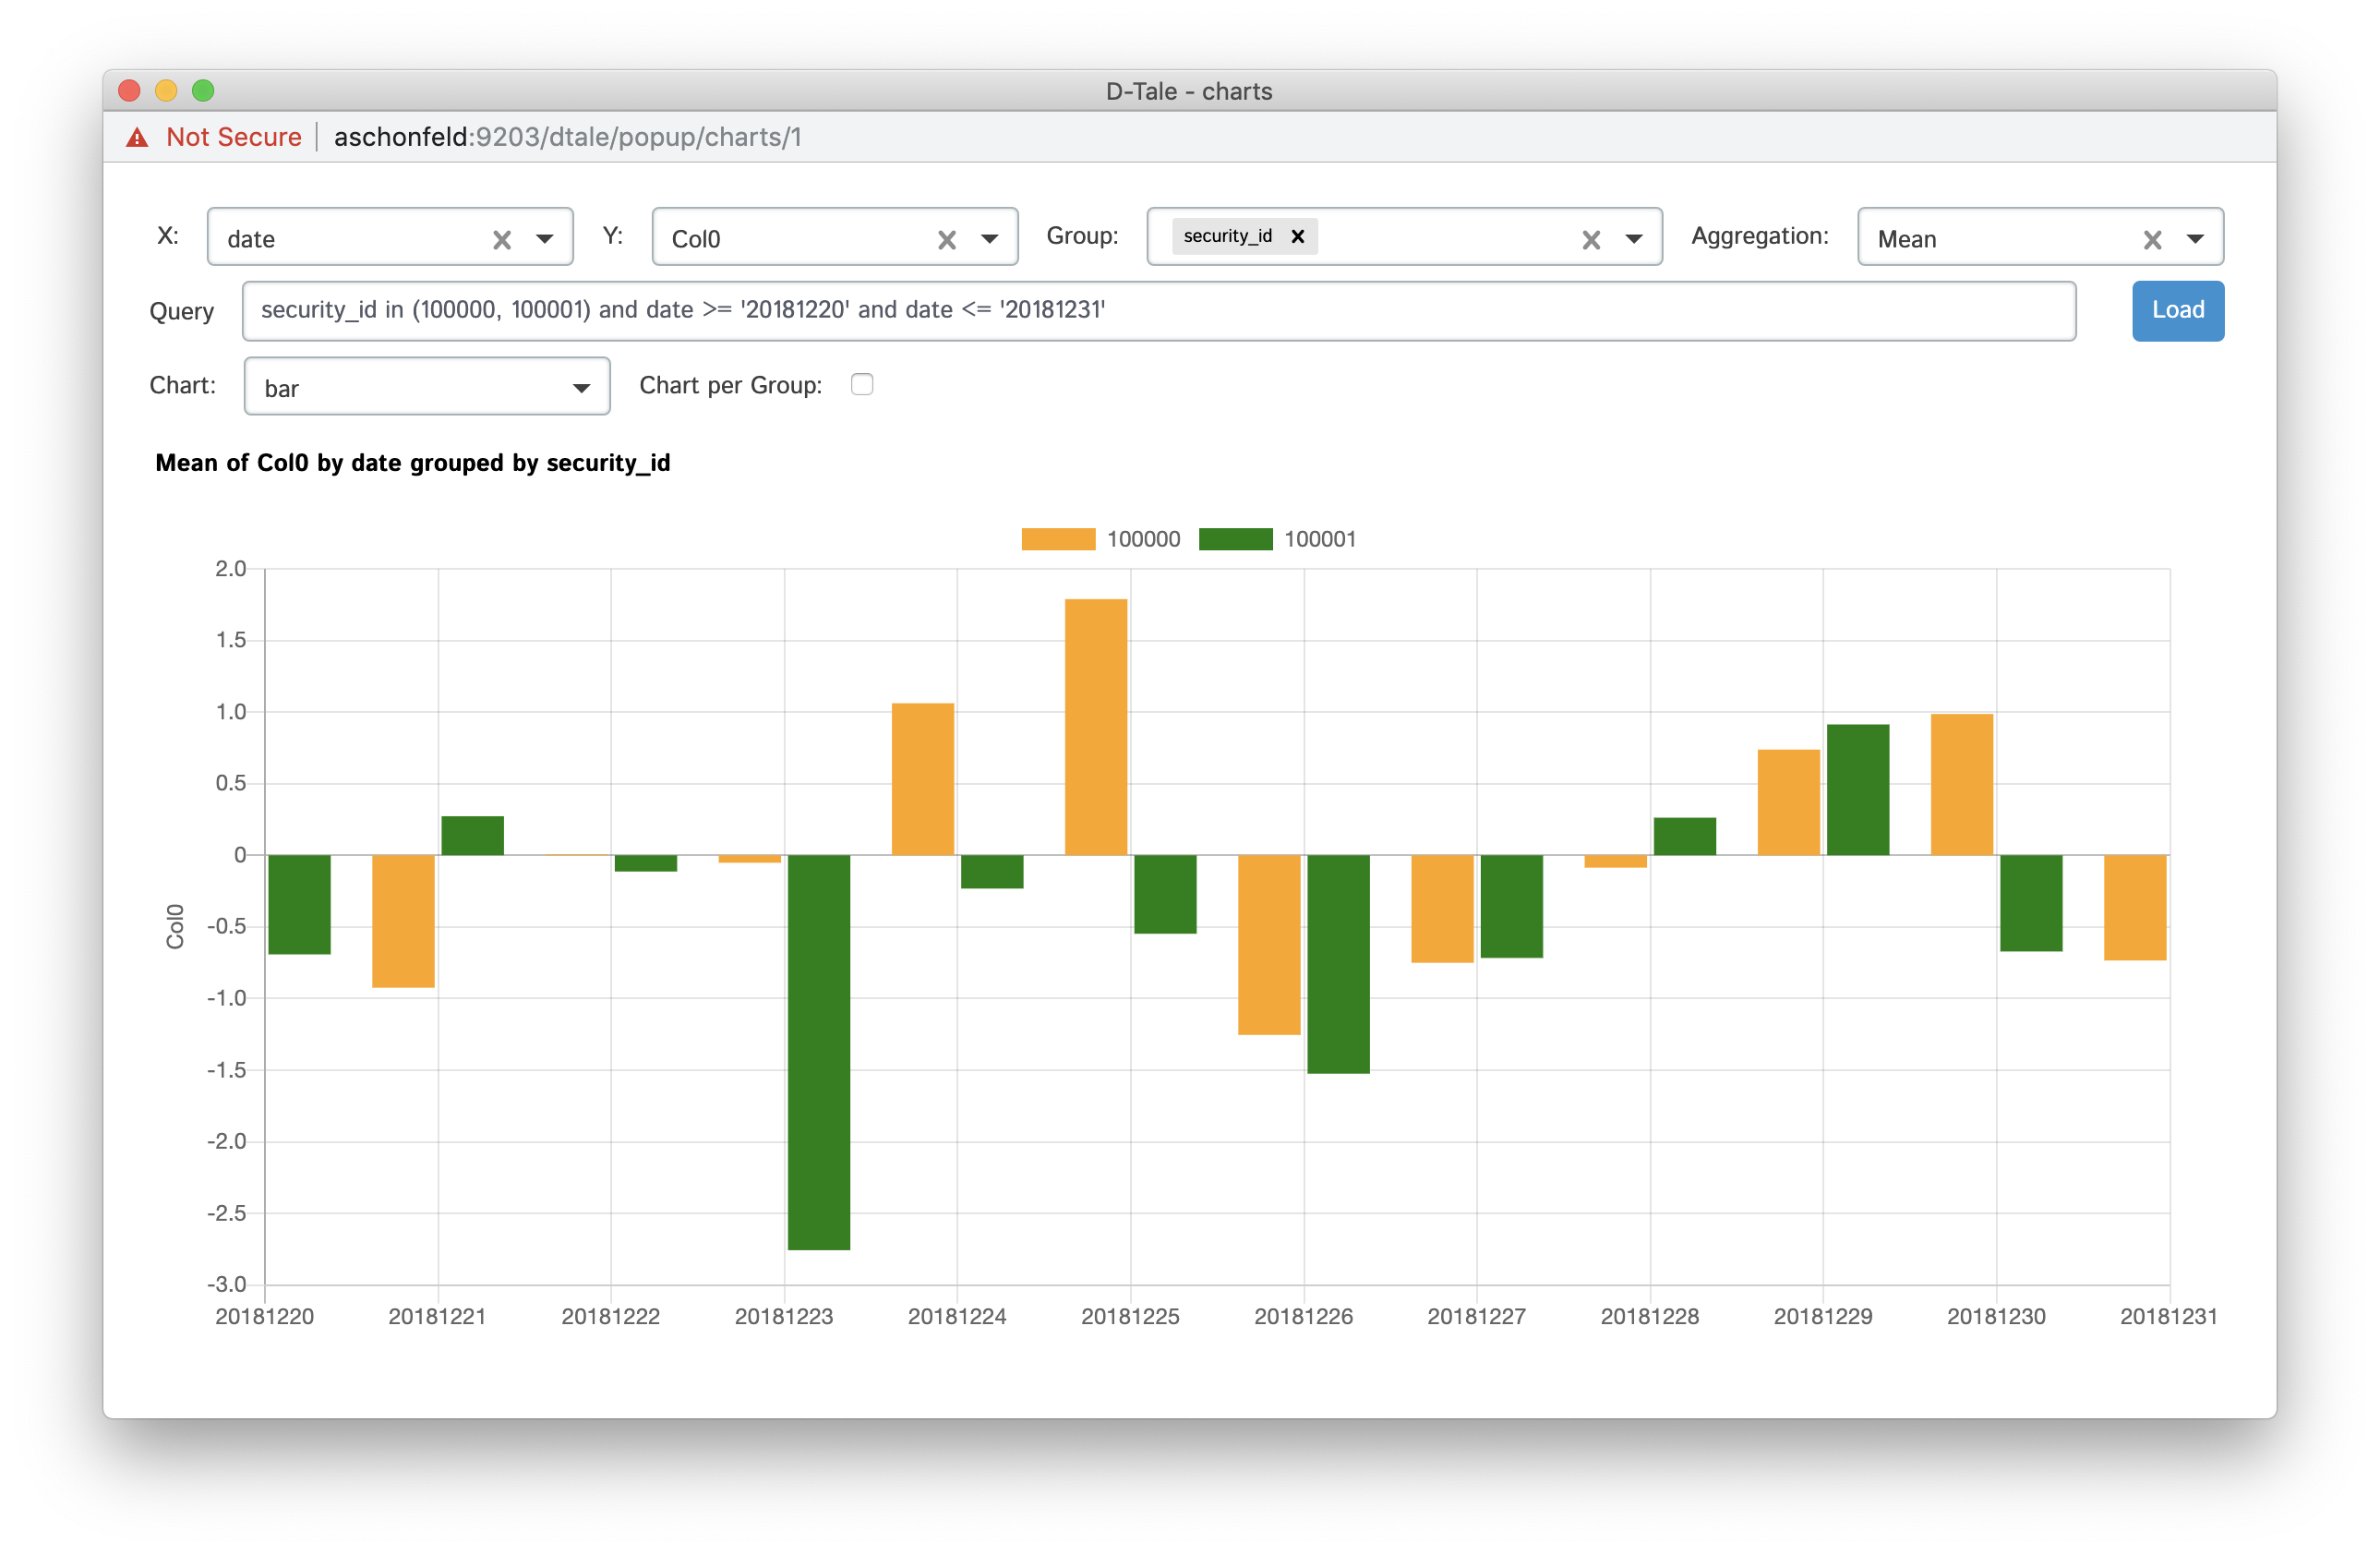 D-Tale - charts
Not Secure | aschonfeld:9203/dtale/popup/charts/1
X: date Y: Col0 Group: security_id Aggregation: Mean
Query security_id in (100000, 100001) and date >= '20181220' and date <= '20181231' Load
Chart: bar Chart per Group:
Mean of Col0 by date grouped by security_id
100000 100001
2.0
1.5
1.0
0.5
0
-0.5
-1.0
-1.5
-2.0
-2.5
-3.0
Col0
20181220 20181221 20181222 20181223 20181224 20181225 20181226 20181227 20181228 20181229 20181230 20181231